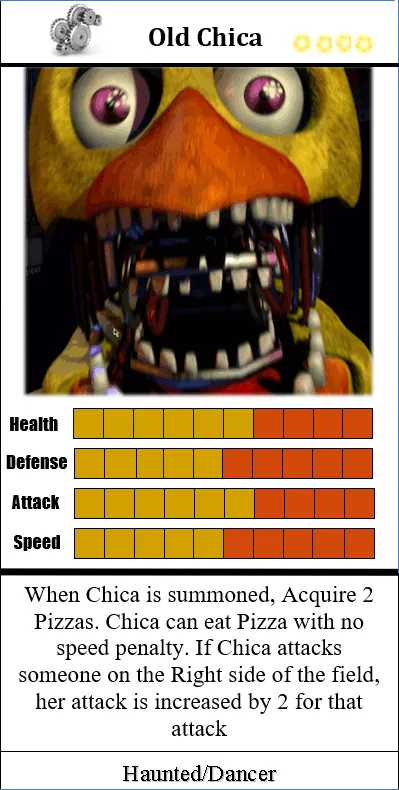 Old Chica
Health
Defense
Attack
Speed
When Chica is summoned, Acquire 2
Pizzas. Chica can eat Pizza with no
speed penalty. If Chica attacks
someone on the Right side of the field,
her attack is increased by 2 for that
attack
Haunted/Dancer